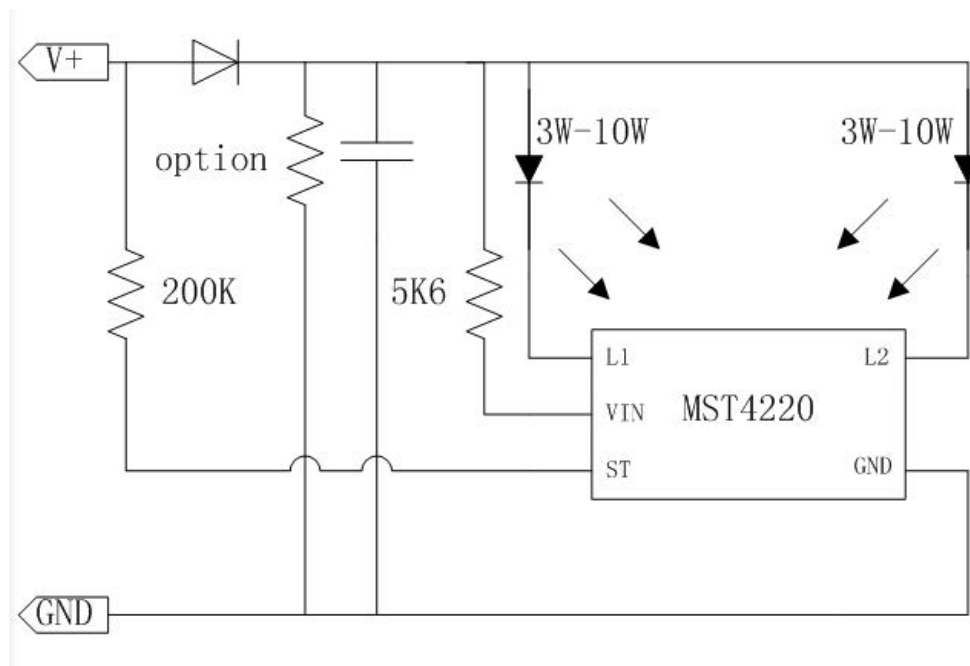 V+
3W-10W
3W-10W
option
200K
5K6
L1
L2
VIN
MST4220
ST
GND
GND